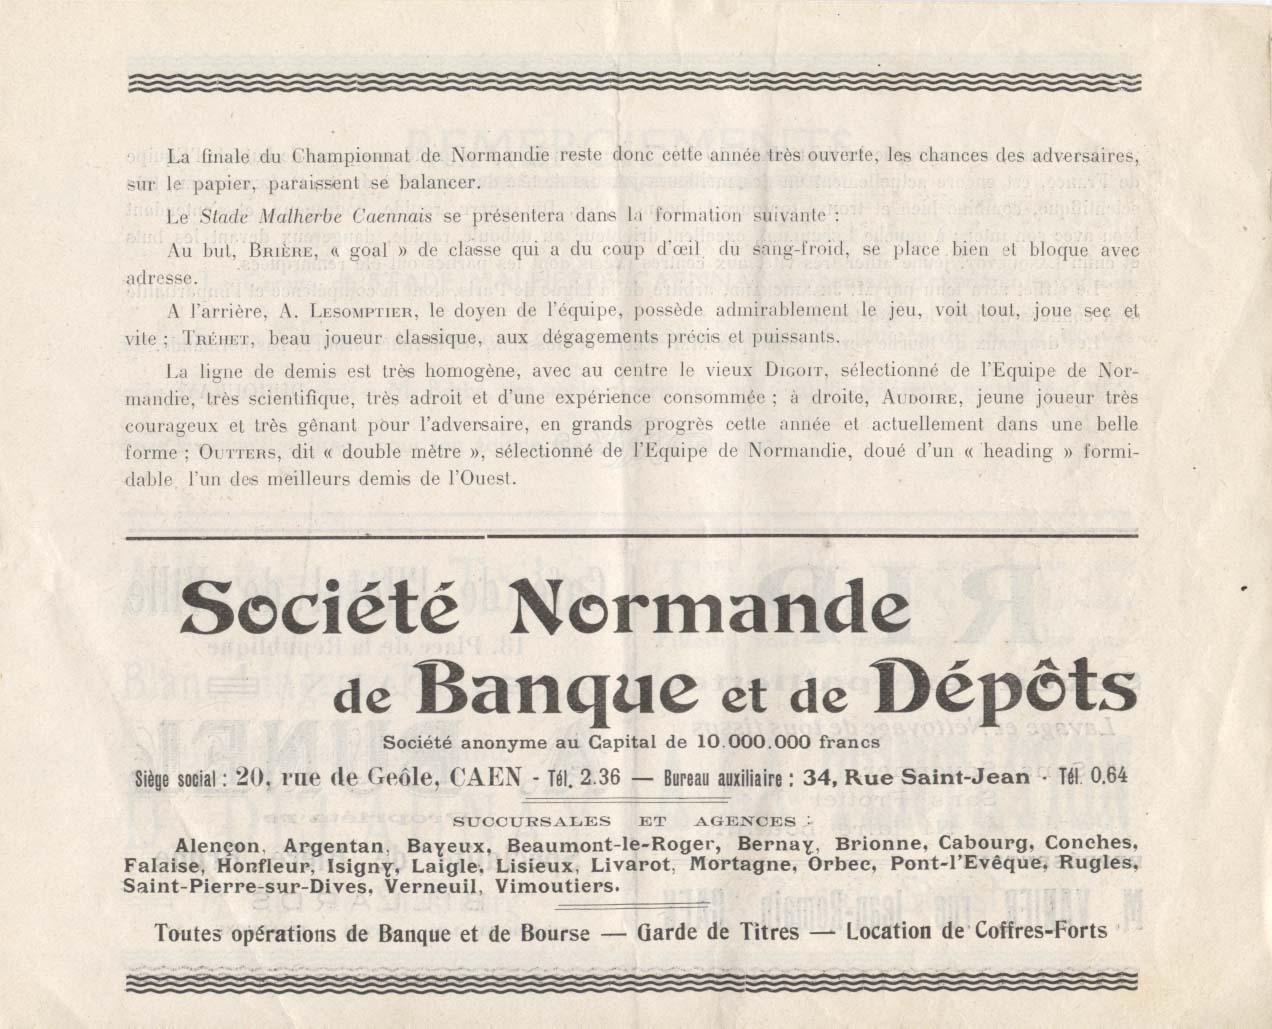 La finale du Championnat de Normandie reste donc cette année très ouverte, les chances des adversaires,
sur le papier, paraissent se balancer.
Le Stade Malherbe Caennais se présentera dans la formation suivante :
Au but, BRIÈRE, « goal » de classe qui a du coup d'œil, du sang-froid, se place bien et bloque avec
adresse.
A l'arrière, A. LESOMPTIER, le doyen de l'équipe, possède admirablement le jeu, voit tout, joue sec et
vite ; TRÉHET, beau joueur classique, aux dégagements précis et puissants.
La ligne de demis est très homogène, avec au centre le vieux DIGOIT, sélectionné de l'Equipe de Nor-
mandie, très scientifique, très adroit et d'une expérience consommée ; à droite, AUDOIRE, jeune joueur très
courageux et très gênant pour l'adversaire, en grands progrès cette année et actuellement dans une belle
forme ; OUTTERS, dit « double mètre », sélectionné de l'Equipe de Normandie, doué d'un « heading » formi-
dable, l'un des meilleurs demis de l'Ouest.
Société Normande
de Banque et de Dépôts
Société anonyme au Capital de 10.000.000 francs
Siège social : 20, rue de Geôle, CAEN - Tél. 2.36 — Bureau auxiliaire : 34, Rue Saint-Jean - Tél. 0.64
SUCCURSALES ET AGENCES :
Alençon, Argentan, Bayeux, Beaumont-le-Roger, Bernay, Brionne, Cabourg, Conches,
Falaise, Honfleur, Isigny, Laigle, Lisieux, Livarot, Mortagne, Orbec, Pont-l'Evêque, Rugles,
Saint-Pierre-sur-Dives, Verneuil, Vimoutiers.
Toutes opérations de Banque et de Bourse — Garde de Titres — Location de Coffres-Forts